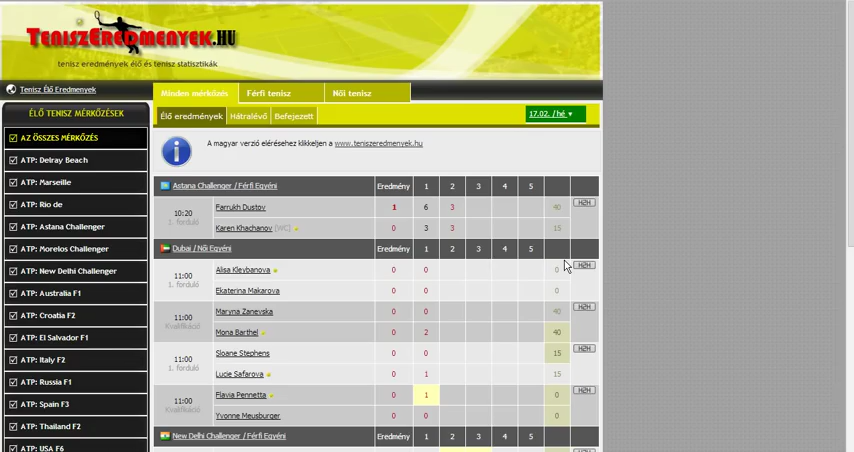 TENISZEREDMENYEK.HU
tenisz eredmények élő és tenisz statisztikák
Tenisz Élő Eredmenyek
Minden mérkőzés Férfi tenisz Női tenisz
ÉLŐ TENISZ MÉRKŐZÉSEK
Élő eredmények Hátralévő Befejezett 17.02. / hé ▼
AZ ÖSSZES MÉRKŐZÉS
ATP: Delray Beach
ATP: Marseille
ATP: Rio de
ATP: Astana Challenger
ATP: Morelos Challenger
ATP: New Delhi Challenger
ATP: Australia F1
ATP: Croatia F2
ATP: El Salvador F1
ATP: Italy F2
ATP: Russia F1
ATP: Spain F3
ATP: Thailand F2
ATP: USA F6
A magyar verzió eléréséhez klikkeljen a www.teniszeredmenyek.hu
Astana Challenger / Férfi Egyéni Eredmény 1 2 3 4 5
10:20
2. forduló
Farrukh Dustov 1 6 3 40 H2H
Karen Khachanov (WC) 0 3 3 15
Dubai / Női Egyéni Eredmény 1 2 3 4 5
11:00
1. forduló
Alisa Kleybanova 0 0 0 H2H
Ekaterina Makarova 0 0 0
11:00
Kvalifikáció
Maryna Zanevska 0 0 40 H2H
Mona Barthel 0 2 40
11:00
1. forduló
Sloane Stephens 0 0 15 H2H
Lucie Safarova 0 1 15
11:00
Kvalifikáció
Flavia Pennetta 0 1 0 H2H
Yvonne Meusburger 0 0 0
New Delhi Challenger / Férfi Egyéni Eredmény 1 2 3 4 5